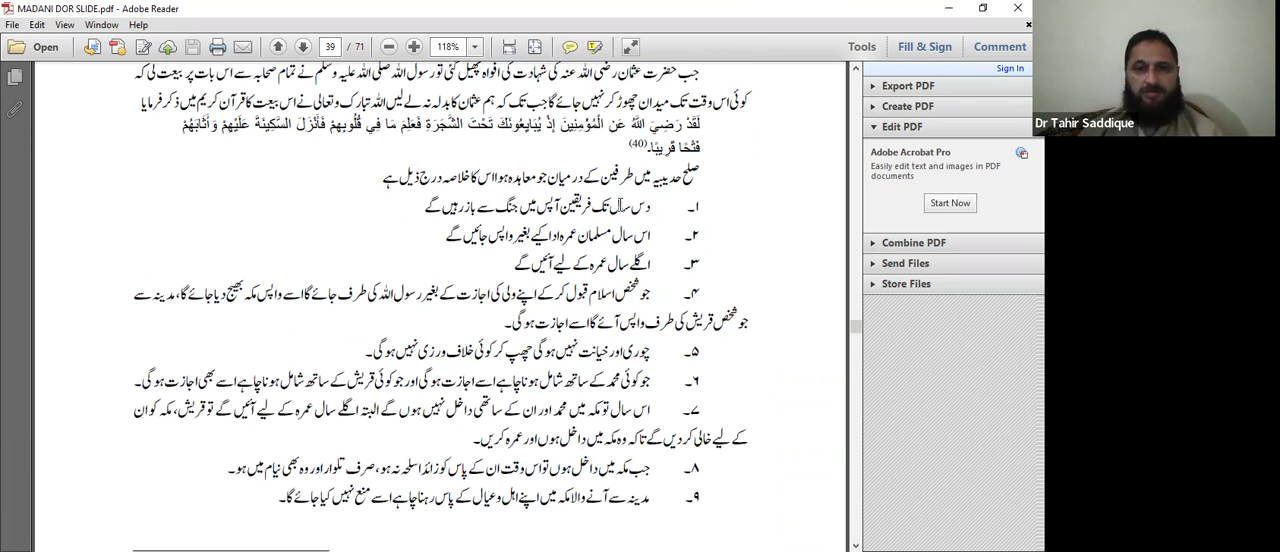 MADANI DOR SLIDE.pdf - Adobe Reader
File Edit View Window Help
Open 39 / 71 118% Tools Fill & Sign Comment
Sign In
Export PDF
Create PDF
Edit PDF
Adobe Acrobat Pro
Easily edit text and images in PDF
documents
Start Now
Combine PDF
Send Files
Store Files
Dr Tahir Saddique
جب حضرت عثمان رضی اللہ عنہ کی شہادت کی افواہ پھیل گئی تو رسول اللہ صلی اللہ علیہ وسلم نے تمام صحابہ سے اس بات پر بیعت لی کہ
کوئی اس وقت تک میدان چھوڑ کر نہیں جائے گا جب تک کہ ہم عثمان کا بدلہ نہ لے لیں اللہ تبارک وتعالی نے اس بیعت کا قرآن کریم میں ذکر فرمایا
لَقَدْ رَضِيَ اللَّهُ عَنِ الْمُؤْمِنِينَ إِذْ يُبَايِعُونَكَ تَحْتَ الشَّجَرَةِ فَعَلِمَ مَا فِي قُلُوبِهِمْ فَأَنْزَلَ السَّكِينَةَ عَلَيْهِمْ وَأَثَابَهُمْ
فَتْحًا قَرِيبًا۔(40)
صلح حدیبیہ میں طرفین کے درمیان جو معاہدہ ہوا اس کا خلاصہ درج ذیل ہے
۱۔ دس سال تک فریقین آپس میں جنگ سے باز رہیں گے
۲۔ اس سال مسلمان عمرہ ادا کیے بغیر واپس جائیں گے
۳۔ اگلے سال عمرہ کے لیے آئیں گے
۴۔ جو شخص اسلام قبول کر کے اپنے ولی کی اجازت کے بغیر رسول اللہ کی طرف جائے گا اسے واپس مکہ بھیج دیا جائے گا، مدینہ سے
جو شخص قریش کی طرف واپس آئے گا اسے اجازت ہوگی۔
۵۔ چوری اور خیانت نہیں ہوگی چھپ کر کوئی خلاف ورزی نہیں ہوگی۔
۶۔ جو کوئی محمد کے ساتھ شامل ہونا چاہے اسے اجازت ہوگی اور جو کوئی قریش کے ساتھ شامل ہونا چاہے اسے بھی اجازت ہوگی۔
۷۔ اس سال تو مکہ میں محمد اور ان کے ساتھی داخل نہیں ہوں گے البتہ اگلے سال عمرہ کے لیے آئیں گے تو قریش، مکہ کو ان
کے لیے خالی کر دیں گے تاکہ وہ مکہ میں داخل ہوں اور عمرہ کریں۔
۸۔ جب مکہ میں داخل ہوں تو اس وقت ان کے پاس کو زائد اسلحہ نہ ہو، صرف تلوار اور وہ بھی نیام میں ہو۔
۹۔ مدینہ سے آنے والا مکہ میں اپنے اہل وعیال کے پاس رہنا چاہے اسے منع نہیں کیا جائے گا۔